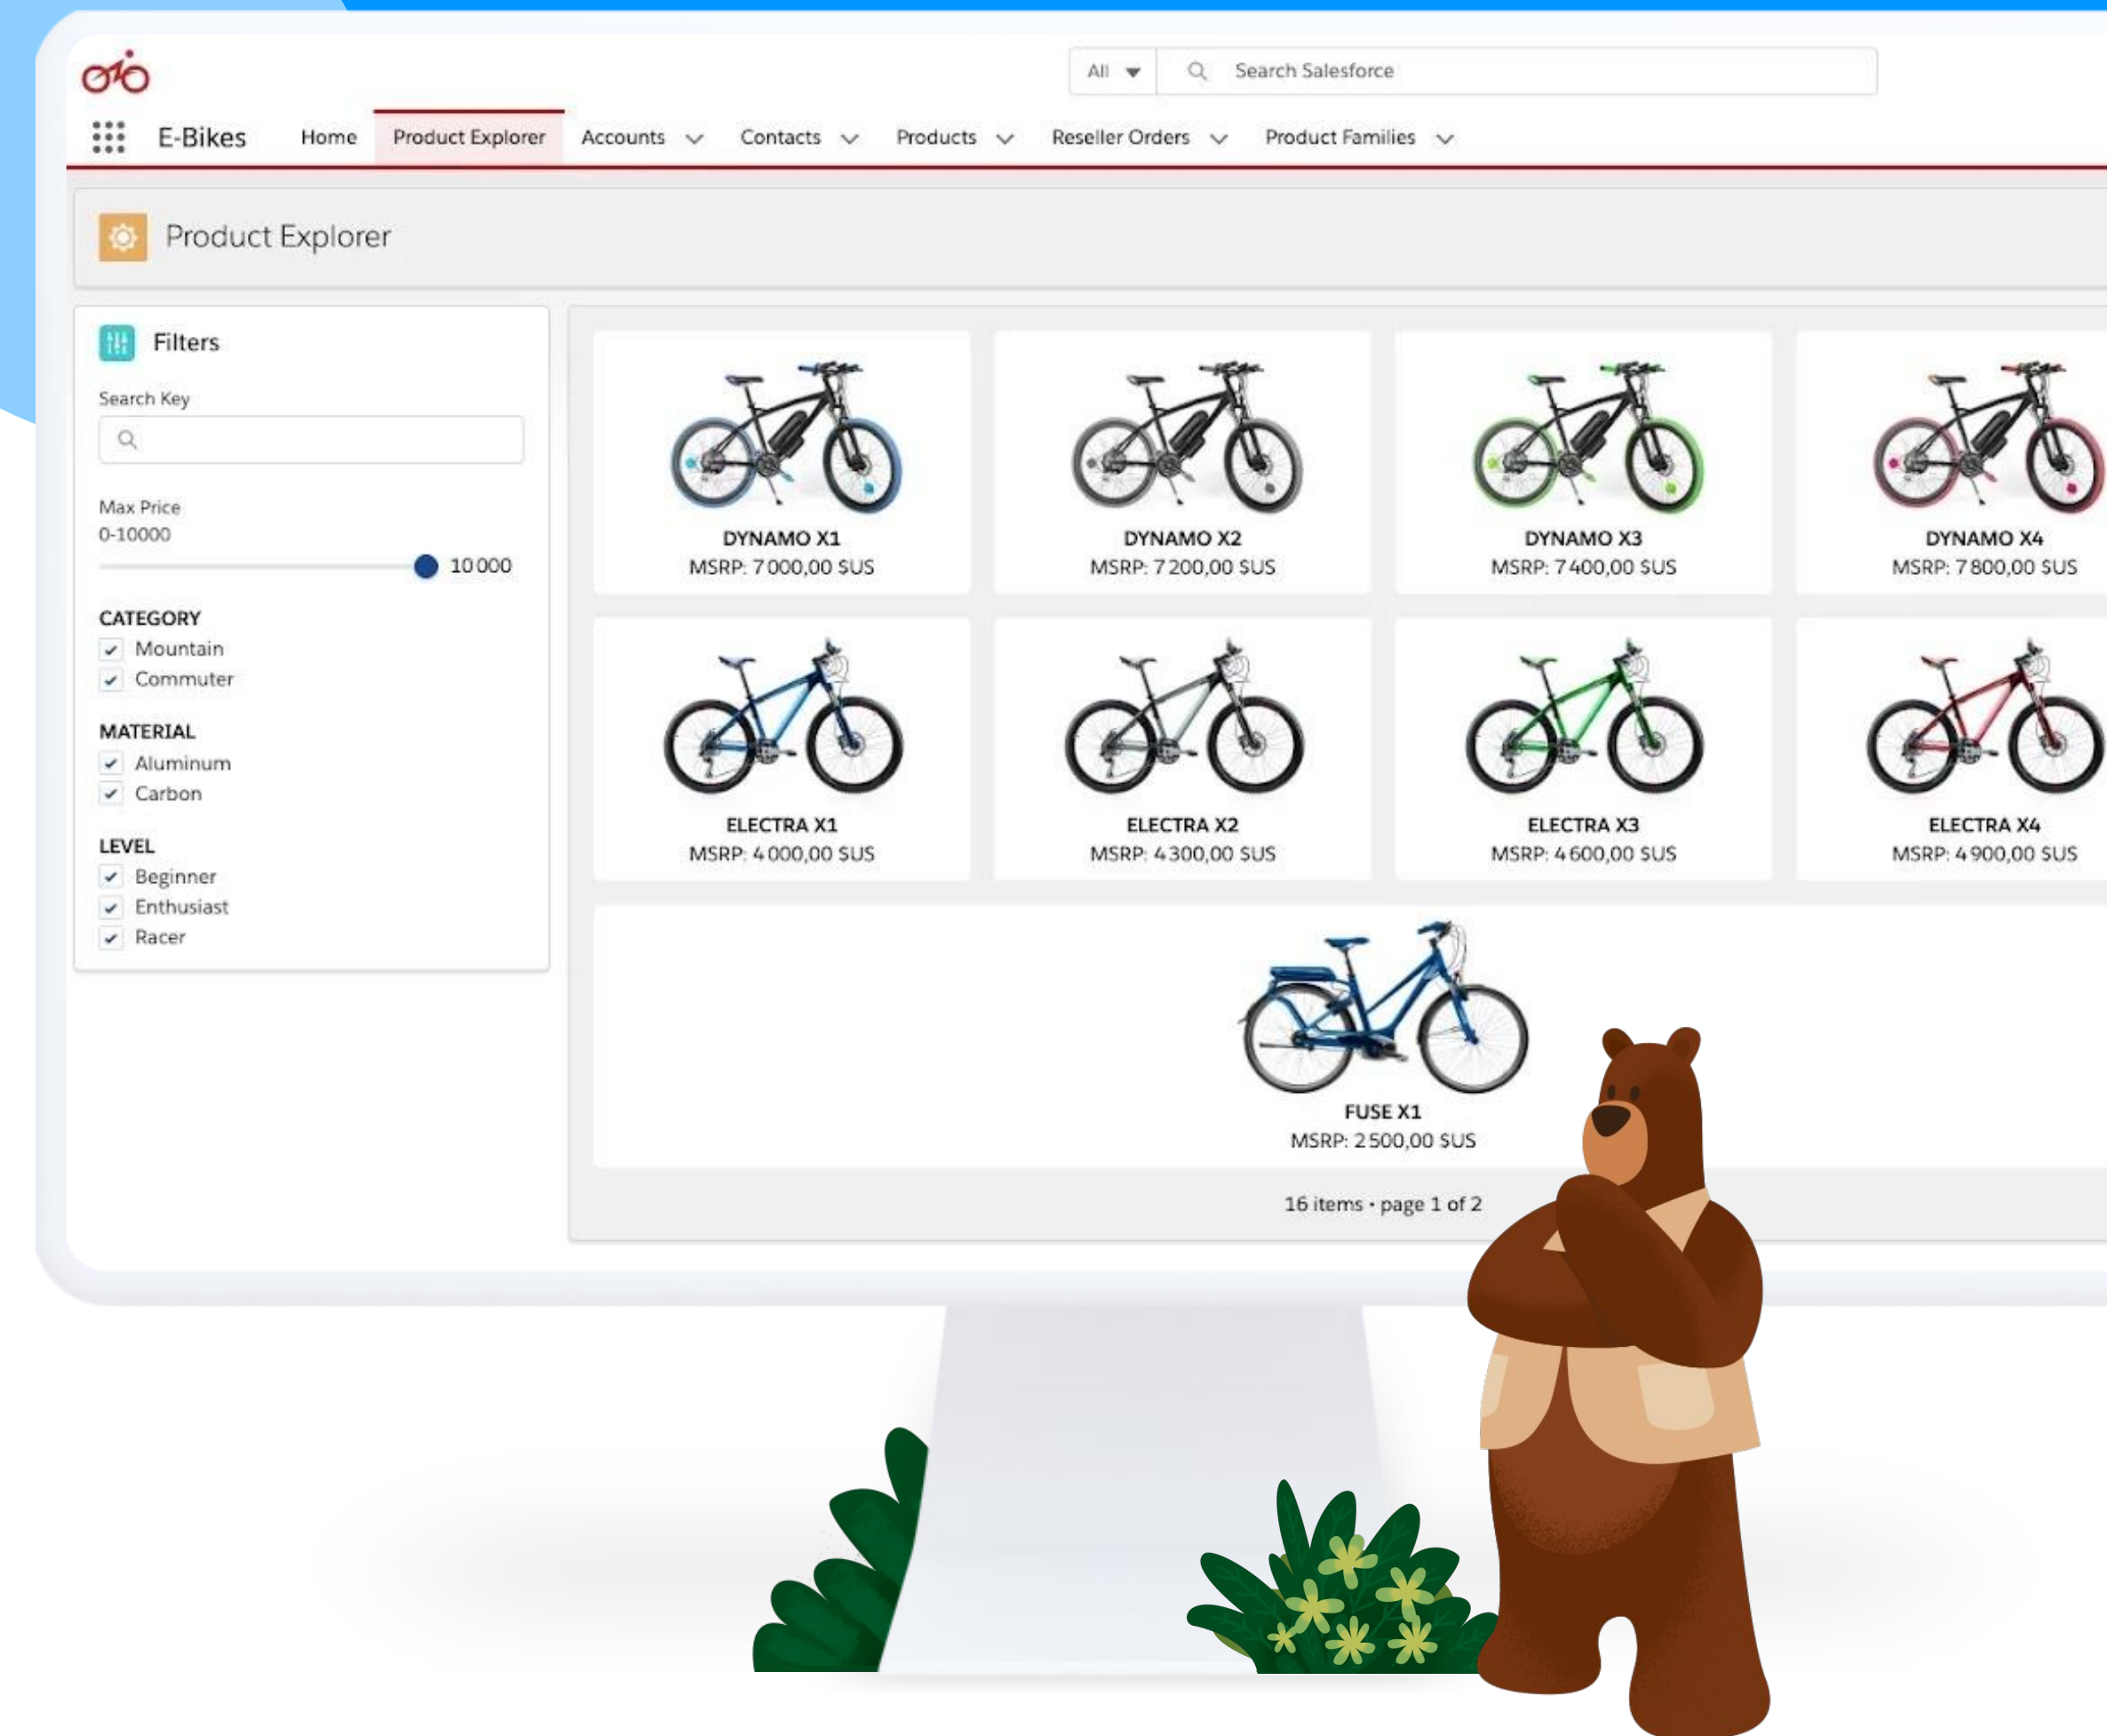 All Search Salesforce
E-Bikes Home Product Explorer Accounts Contacts Products Reseller Orders Product Families
Product Explorer
Filters
Search Key
Max Price
0-10000
10 000
CATEGORY
Mountain
Commuter
MATERIAL
Aluminum
Carbon
LEVEL
Beginner
Enthusiast
Racer
DYNAMO X1
MSRP: 7 000,00 $US
DYNAMO X2
MSRP: 7 200,00 $US
DYNAMO X3
MSRP: 7 400,00 $US
DYNAMO X4
MSRP: 7 800,00 $US
ELECTRA X1
MSRP: 4 000,00 $US
ELECTRA X2
MSRP: 4 300,00 $US
ELECTRA X3
MSRP: 4 600,00 $US
ELECTRA X4
MSRP: 4 900,00 $US
FUSE X1
MSRP: 2 500,00 $US
16 items • page 1 of 2